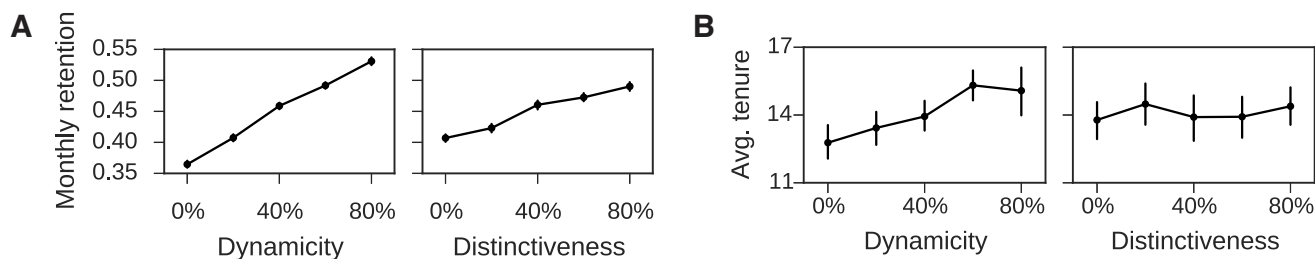 A
Monthly retention
0.55
0.50
0.45
0.40
0.35
0% 40% 80%
Dynamicity
0% 40% 80%
Distinctiveness
B
Avg. tenure
17
14
11
0% 40% 80%
Dynamicity
0% 40% 80%
Distinctiveness